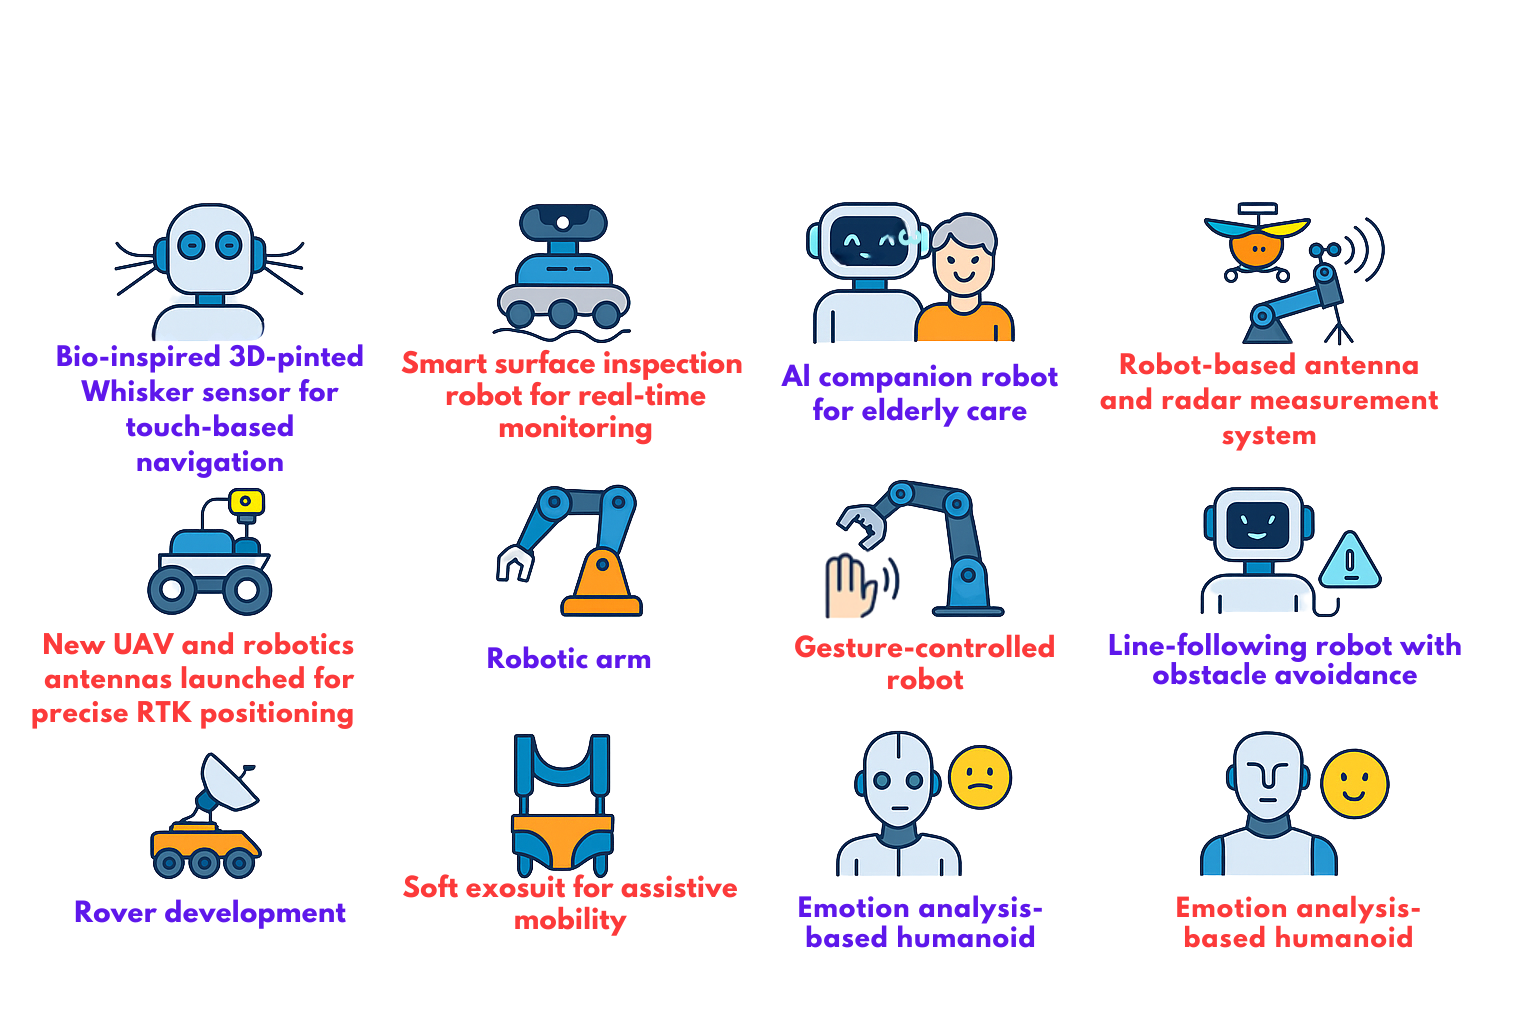 Bio-inspired 3D-pinted
Whisker sensor for
touch-based
navigation
Smart surface inspection
robot for real-time
monitoring
AI companion robot
for elderly care
Robot-based antenna
and radar measurement
system
New UAV and robotics
antennas launched for
precise RTK positioning
Robotic arm
Gesture-controlled
robot
Line-following robot with
obstacle avoidance
Rover development
Soft exosuit for assistive
mobility
Emotion analysis-
based humanoid
Emotion analysis-
based humanoid